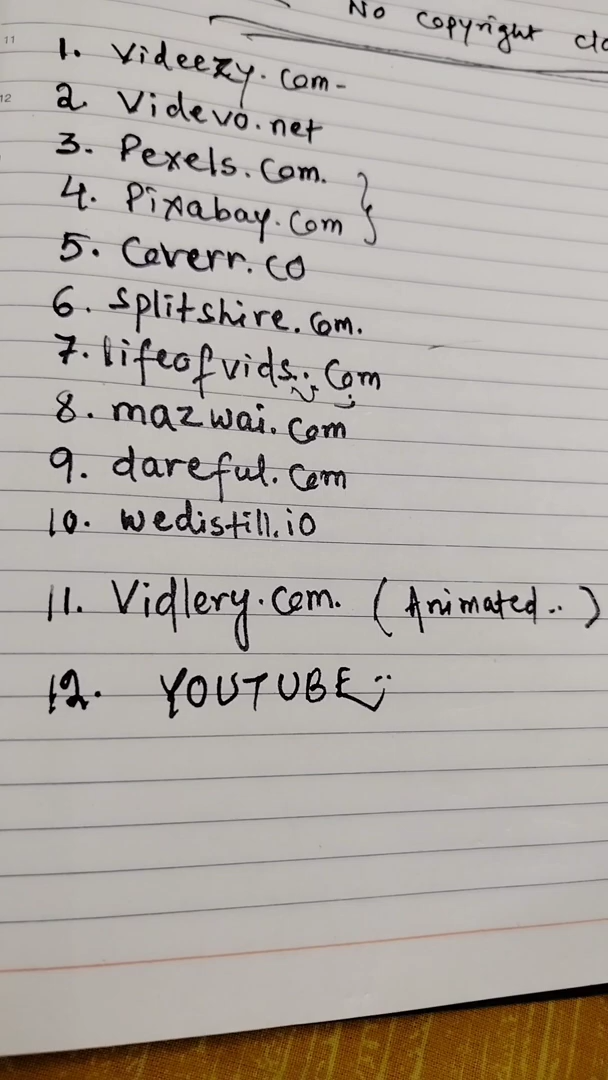 No copyright
11
1. Videezy.com-
12
2. Videvo.net
3. Pexels.Com.
4. Pixabay.Com
5. Coverr.co
6. Splitshire.Com.
7. lifeofvids.Com
8. mazwai.com
9. dareful.com
10. wedistill.io
11. Vidlery.com. (Animated..)
12. YOUTUBE